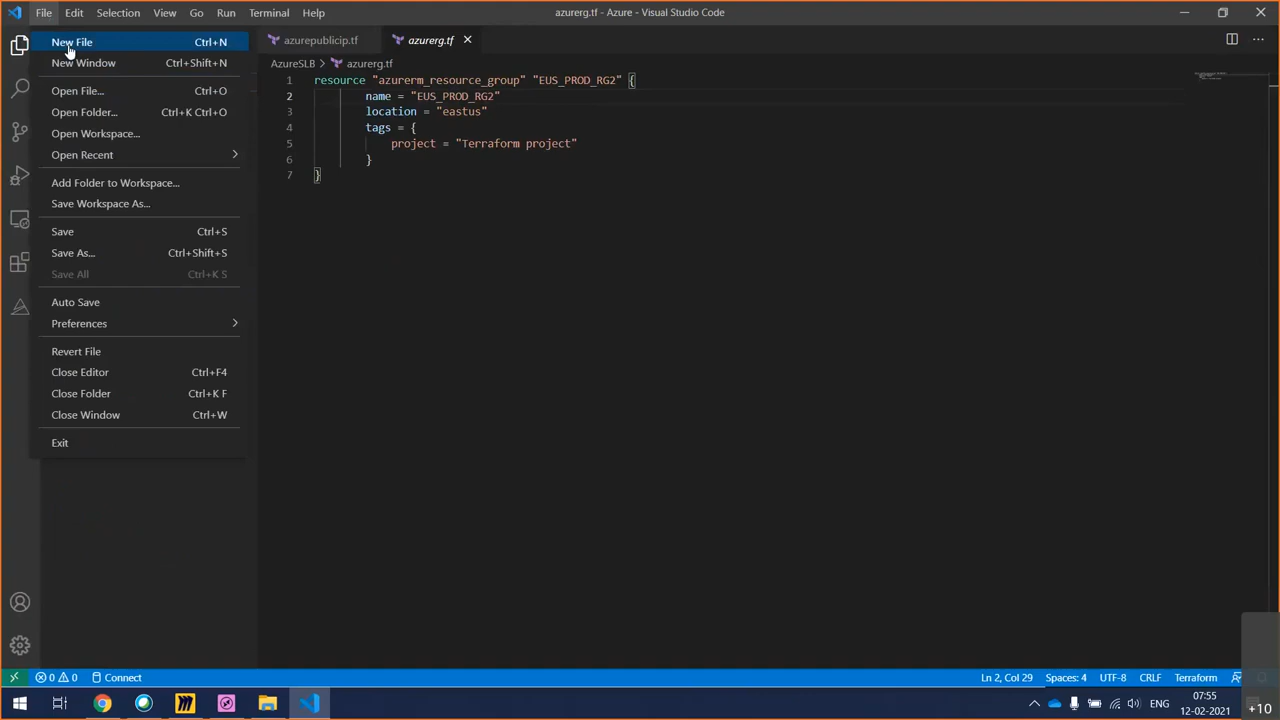 File Edit Selection View Go Run Terminal Help
azurerg.tf - Azure - Visual Studio Code
New File Ctrl+N
New Window Ctrl+Shift+N
Open File... Ctrl+O
Open Folder... Ctrl+K Ctrl+O
Open Workspace...
Open Recent
Add Folder to Workspace...
Save Workspace As...
Save Ctrl+S
Save As... Ctrl+Shift+S
Save All Ctrl+K S
Auto Save
Preferences
Revert File
Close Editor Ctrl+F4
Close Folder Ctrl+K F
Close Window Ctrl+W
Exit
azurepublicip.tf azurerg.tf
AzureSLB > azurerg.tf
1 resource "azurerm_resource_group" "EUS_PROD_RG2" {
2 name = "EUS_PROD_RG2"
3 location = "eastus"
4 tags = {
5 project = "Terraform project"
6 }
7 }
0 0 Connect
Ln 2, Col 29 Spaces: 4 UTF-8 CRLF Terraform
ENG
07:55
12-02-2021
+10